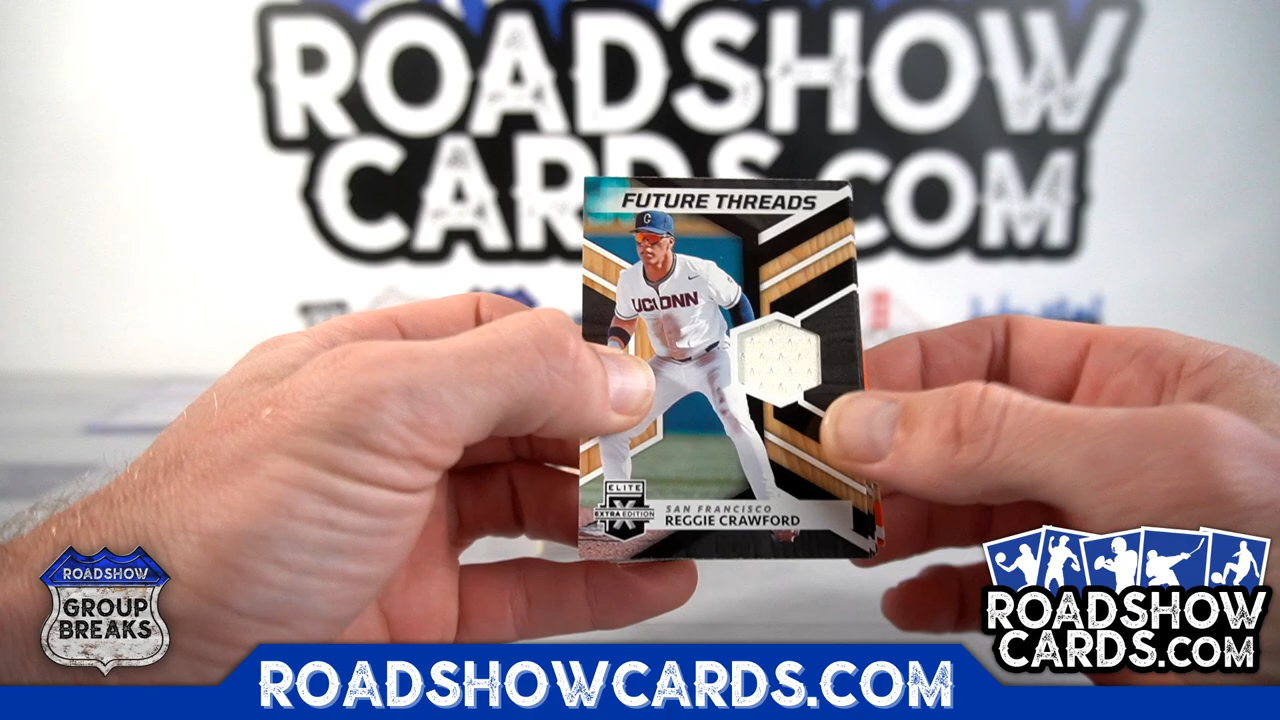 ROADSHOW
CARDS.COM
FUTURE THREADS
C
UCONN
ELITE
X
EXTRA EDITION
SAN FRANCISCO
REGGIE CRAWFORD
ROADSHOW
GROUP
BREAKS
ROADSHOW
CARDS.COM
ROADSHOWCARDS.COM